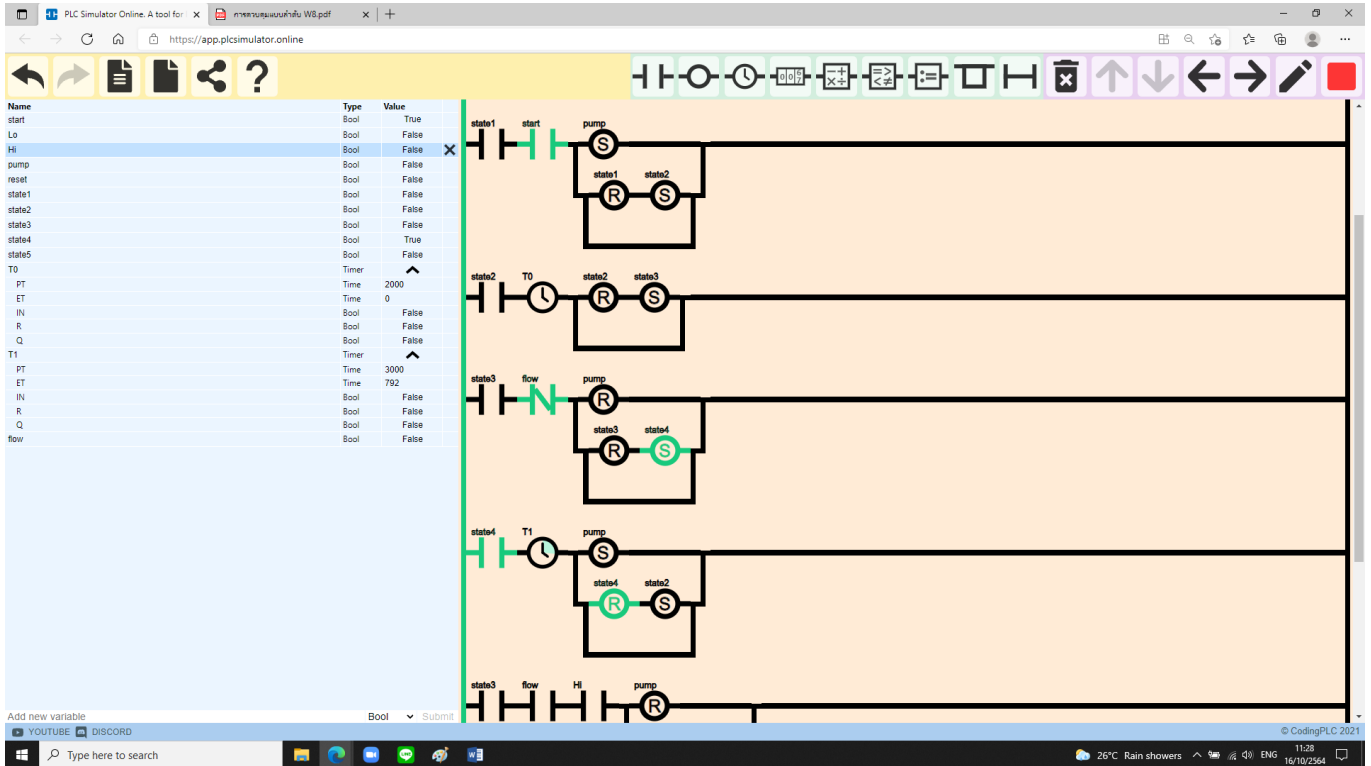 PLC Simulator Online. A tool for
การควบคุมแบบลำดับ W8.pdf
https://app.plcsimulator.online
Name Type Value
start Bool True
Lo Bool False
Hi Bool False
pump Bool False
reset Bool False
state1 Bool False
state2 Bool False
state3 Bool False
state4 Bool True
state5 Bool False
T0 Timer
PT Time 2000
ET Time 0
IN Bool False
R Bool False
Q Bool False
T1 Timer
PT Time 3000
ET Time 792
IN Bool False
R Bool False
Q Bool False
flow Bool False
state1 start pump
S
state1 state2
R S
state2 T0 state2 state3
R S
state3 flow pump
R
state3 state4
R S
state4 T1 pump
S
state4 state2
R S
state3 flow Hi pump
R
Add new variable Bool Submit
YOUTUBE DISCORD © CodingPLC 2021
Type here to search
26°C Rain showers ENG 11:28
16/10/2564